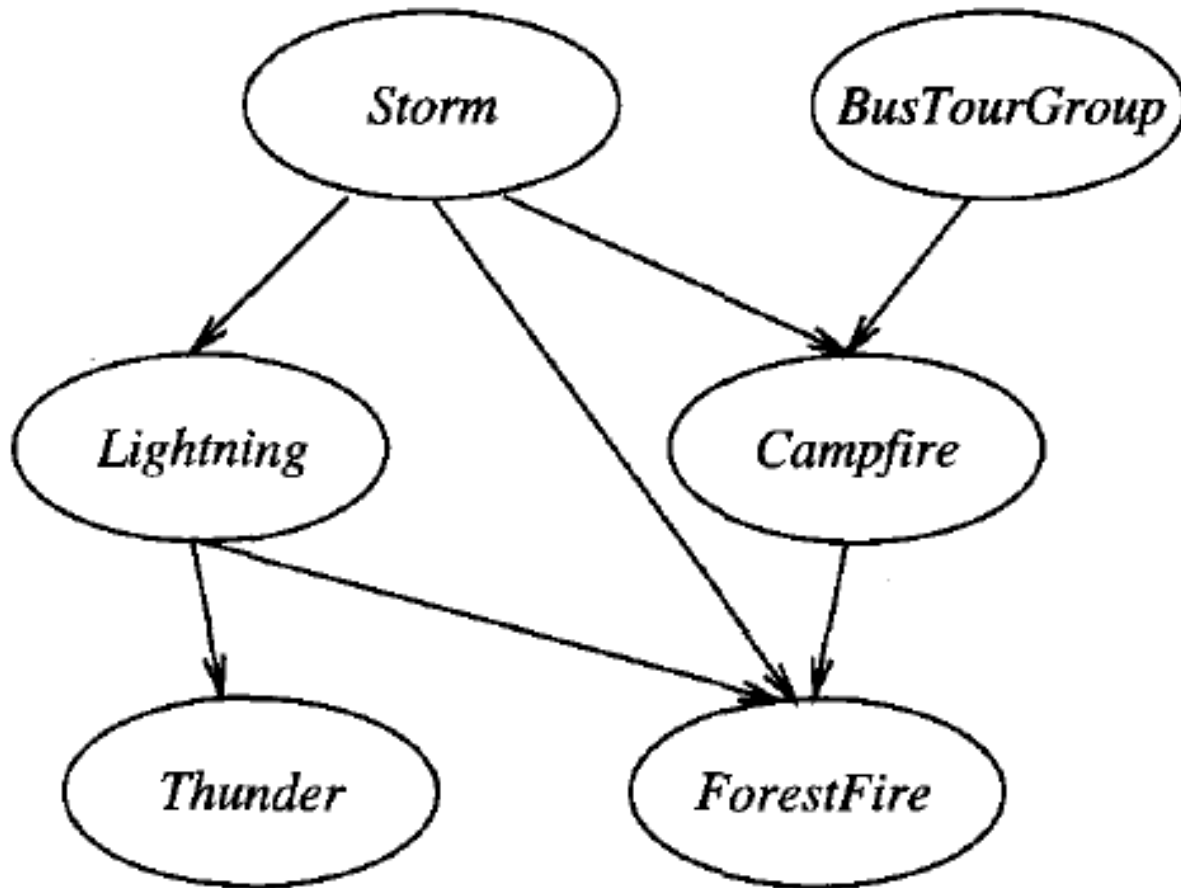 Storm
BusTourGroup
Lightning
Campfire
Thunder
ForestFire